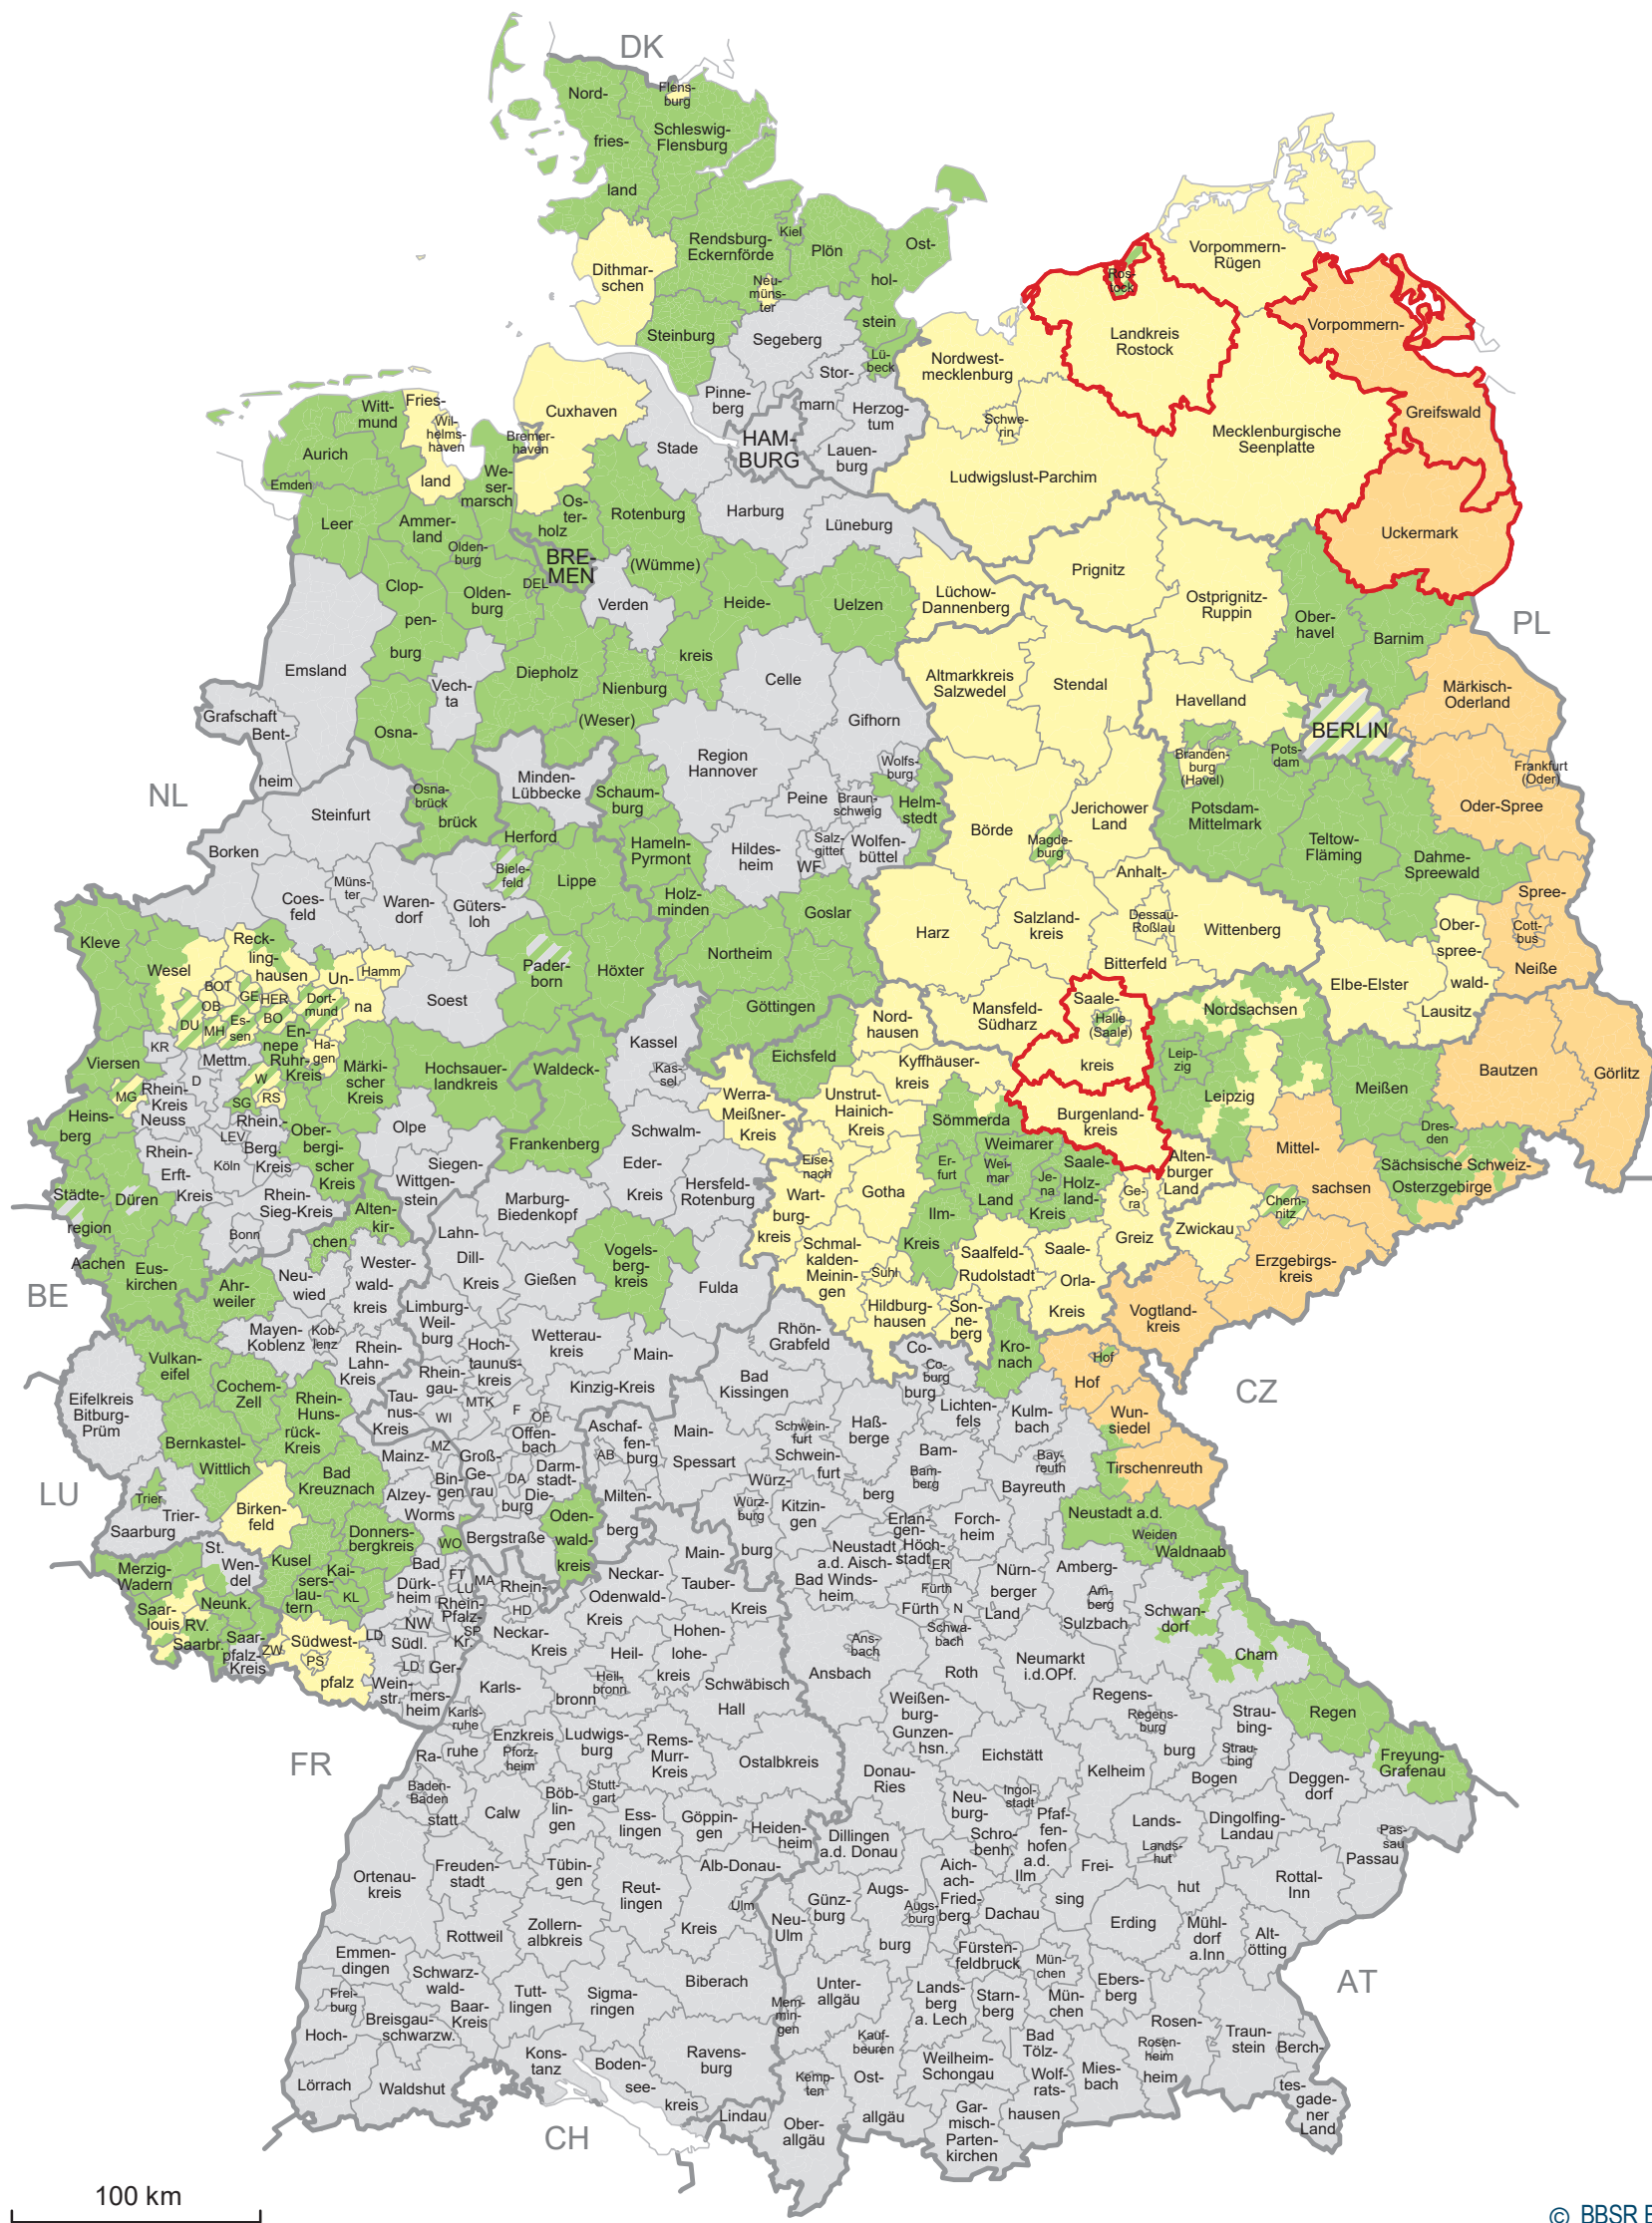 DK
Nord-
fries-
land
Flens-
burg
Schleswig-
Flensburg
Dithmar-
schen
Rendsburg-
Eckernförde
Kiel
Plön
Ost-
hol-
stein
Neu-
müns-
ter
Steinburg
Segeberg
Lü-
beck
Pinne-
berg
Stor-
marn
Herzog-
tum
Lauen-
burg
HAM-
BURG
Vorpommern-
Rügen
Ros-
tock
Landkreis
Rostock
Vorpommern-
Greifswald
Nordwest-
mecklenburg
Schwe-
rin
Ludwigslust-Parchim
Mecklenburgische
Seenplatte
Uckermark
Witt-
mund
Fries-
land
Wil-
helms-
haven
Aurich
Emden
Leer
Cuxhaven
Bremer-
haven
We-
ser-
marsch
Os-
ter-
holz
Stade
Rotenburg
(Wümme)
Harburg
Lüneburg
Ammer-
land
Olden-
burg
BRE-
MEN
DEL
Clop-
pen-
burg
Olden-
burg
Verden
Heide-
kreis
Uelzen
Lüchow-
Dannenberg
Prignitz
Ostprignitz-
Ruppin
Ober-
havel
Barnim
PL
Emsland
Vech-
ta
Diepholz
Nienburg
(Weser)
Celle
Gifhorn
Altmarkkreis
Salzwedel
Stendal
Havelland
BERLIN
Märkisch-
Oderland
Grafschaft
Bent-
heim
Osna-
brück
Osna-
brück
NL
Steinfurt
Minden-
Lübbecke
Schaum-
burg
Region
Hannover
Wolfs-
burg
Peine
Braun-
schweig
Helm-
stedt
Salz-
gitter
Wolfen-
büttel
WF
Hildes-
heim
Börde
Magde-
burg
Jerichower
Land
Branden-
burg
(Havel)
Pots-
dam
Potsdam-
Mittelmark
Teltow-
Fläming
Dahme-
Spreewald
Frankfurt
(Oder)
Oder-Spree
Borken
Herford
Biele-
feld
Lippe
Hameln-
Pyrmont
Holz-
minden
Goslar
Coes-
feld
Müns-
ter
Waren-
dorf
Güters-
loh
Harz
Salzland-
kreis
Anhalt-
Bitterfeld
Dessau-
Roßlau
Wittenberg
Spree-
Neiße
Cott-
bus
Ober-
spree-
wald-
Lausitz
Elbe-Elster
Kleve
Wesel
Reck-
ling-
hausen
Un-
na
Hamm
BOT
GE
HER
OB
DU
MH
Es-
sen
BO
Dort-
mund
En-
nepe
Ruhr-
Kreis
Ha-
gen
Soest
Pader-
born
Höxter
Northeim
Göttingen
Nord-
hausen
Mansfeld-
Südharz
Saale-
kreis
Halle
(Saale)
Nordsachsen
Leip-
zig
Leipzig
Viersen
KR
Mettm.
D
W
RS
SG
MG
Rhein-
Kreis
Neuss
Märki-
scher
Kreis
Hochsauer-
landkreis
Waldeck-
Frankenberg
Kassel
Kas-
sel
Eichsfeld
Kyffhäuser-
kreis
Werra-
Meißner-
Kreis
Unstrut-
Hainich-
Kreis
Sömmerda
Burgenland-
kreis
Meißen
Dres-
den
Bautzen
Görlitz
Heins-
berg
Rhein-
Erft-
Kreis
LEV
Köln
Rhein.
Berg.
Kreis
Ober-
bergi-
scher
Kreis
Olpe
Siegen-
Wittgen-
stein
Schwalm-
Eder-
Kreis
Hersfeld-
Rotenburg
Eise-
nach
Wart-
burg-
kreis
Gotha
Er-
furt
Wei-
mar
Weimarer
Land
Je-
na
Saale-
Holz-
land-
Kreis
Ge-
ra
Alten-
burger
Land
Mittel-
sachsen
Sächsische Schweiz-
Osterzgebirge
Städte-
region
Aachen
Düren
Rhein-
Sieg-Kreis
Bonn
Eus-
kirchen
Alten-
kir-
chen
Marburg-
Biedenkopf
Lahn-
Dill-
Kreis
Vogels-
berg-
kreis
Fulda
Gießen
Schmal-
kalden-
Meinin-
gen
Suhl
Hildburg-
hausen
Ilm-
Kreis
Saalfeld-
Rudolstadt
Son-
ne-
berg
Saale-
Orla-
Kreis
Greiz
Zwickau
Chem-
nitz
Erzgebirgs-
kreis
Vogtland-
kreis
BE
Ahr-
weiler
Neu-
wied
Wester-
wald-
kreis
Limburg-
Weil-
burg
Mayen-
Koblenz
Kob-
lenz
Rhein-
Lahn-
Kreis
Hoch-
taunus-
kreis
Wetterau-
kreis
Main-
Kinzig-Kreis
Rhein-
gau-
Tau-
nus-
Kreis
MTK
F
OF
WI
Offen-
bach
Rhön-
Grabfeld
Bad
Kissingen
Co-
burg
Co-
burg
Kro-
nach
Hof
Hof
CZ
Wun-
siedel
Lichten-
fels
Kulm-
bach
Haß-
berge
Schwein-
furt
Schwein-
furt
Main-
Spessart
Aschaf-
fen-
burg
AB
Tirschenreuth
Eifelkreis
Bitburg-
Prüm
Vulkan-
eifel
Cochem-
Zell
Rhein-
Huns-
rück-
Kreis
Bernkastel-
Wittlich
Bad
Kreuznach
Mainz-
Bin-
gen
MZ
Groß-
Ge-
rau
DA
Darm-
stadt-
Die-
burg
Alzey-
Worms
LU
Trier
Trier-
Saarburg
Birken-
feld
Bam-
berg
Bam-
berg
Bay-
reuth
Bayreuth
Würz-
burg
Würz-
burg
Kitzin-
gen
Milten-
berg
Oden-
wald-
kreis
Bergstraße
WO
Neustadt a.d.
Waldnaab
Weiden
Erlan-
gen-
Höch-
stadt
ER
Forch-
heim
Neustadt
a.d. Aisch-
Bad Winds-
heim
Nürn-
berger
Land
Amberg-
Sulzbach
Am-
berg
Fürth
Fürth
N
Schwa-
bach
Schwan-
dorf
Cham
Merzig-
Wadern
St.
Wen-
del
Kusel
Donners-
bergkreis
Kai-
sers-
lau-
tern
KL
Bad
Dürk-
heim
FT
LU
MA
Rhein-
Neckar-
Kreis
HD
Rhein-
Pfalz-
Kr.
SP
NW
Saar-
louis
Neunk.
RV.
Saarbr.
Saar-
pfalz-
Kreis
ZW
Südwest-
pfalz
PS
LD
Südl.
Wein-
str.
LD
Ger-
mers-
heim
Neckar-
Odenwald-
Kreis
Main-
Tauber-
Kreis
Hohen-
lohe-
kreis
Heil-
bronn
Heil-
bronn
Schwäbisch
Hall
Ans-
bach
Ansbach
Roth
Neumarkt
i.d.OPf.
Weißen-
burg-
Gunzen-
hsn.
Regens-
burg
Regens-
burg
Strau-
bing-
Bogen
Strau-
bing
Regen
Freyung-
Grafenau
FR
Karls-
ruhe
Karls-
ruhe
Enzkreis
Pforz-
heim
Ludwigs-
burg
Rems-
Murr-
Kreis
Ostalbkreis
Ra-
statt
Baden-
Baden
Calw
Böb-
lin-
gen
Stutt-
gart
Ess-
lingen
Göppin-
gen
Heiden-
heim
Donau-
Ries
Eichstätt
Ingol-
stadt
Neu-
burg-
Schro-
benh.
Pfaf-
fen-
hofen
a.d.
Ilm
Kelheim
Lands-
hut
Lands-
hut
Dingolfing-
Landau
Deggen-
dorf
Pas-
sau
Passau
Rottal-
Inn
Ortenau-
kreis
Freuden-
stadt
Tübin-
gen
Reut-
lingen
Alb-Donau-
Kreis
Ulm
Neu-
Ulm
Dillingen
a.d. Donau
Günz-
burg
Augs-
burg
Augs-
burg
Aich-
ach-
Fried-
berg
Dachau
Frei-
sing
Erding
Mühl-
dorf
a.Inn
Alt-
ötting
Rottweil
Zollern-
albkreis
Emmen-
dingen
Schwarz-
wald-
Baar-
Kreis
Tutt-
lingen
Sigma-
ringen
Biberach
Mem-
min-
gen
Unter-
allgäu
Fürsten-
feldbruck
Mün-
chen
Mün-
chen
Ebers-
berg
Lands-
berg
a. Lech
Starn-
berg
AT
Frei-
burg
Breisgau-
Hoch-
schwarzw.
Lörrach
Waldshut
Kons-
tanz
Boden-
see-
kreis
Ravens-
burg
Lindau
CH
Kauf-
beuren
Kemp-
ten
Ost-
allgäu
Ober-
allgäu
Weilheim-
Schongau
Gar-
misch-
Parten-
kirchen
Bad
Tölz-
Wolf-
rats-
hausen
Mies-
bach
Rosen-
heim
Rosen-
heim
Traun-
stein
Berch-
tes-
gade-
ner
Land
100 km
© BBSR